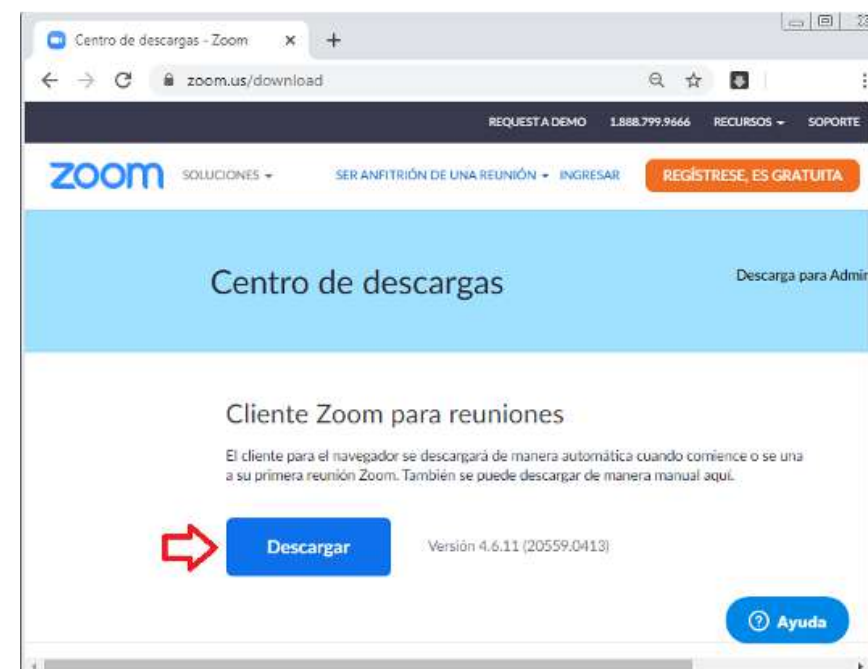 Centro de descargas - Zoom
zoom.us/download
REQUEST A DEMO 1.888.799.9666 RECURSOS SOPORTE
zoom SOLUCIONES SER ANFITRIÓN DE UNA REUNIÓN INGRESAR REGÍSTRESE, ES GRATUITA
Centro de descargas
Descarga para Admin
Cliente Zoom para reuniones
El cliente para el navegador se descargará de manera automática cuando comience o se una
a su primera reunión Zoom. También se puede descargar de manera manual aquí.
Descargar Versión 4.6.11 (20559.0413)
Ayuda